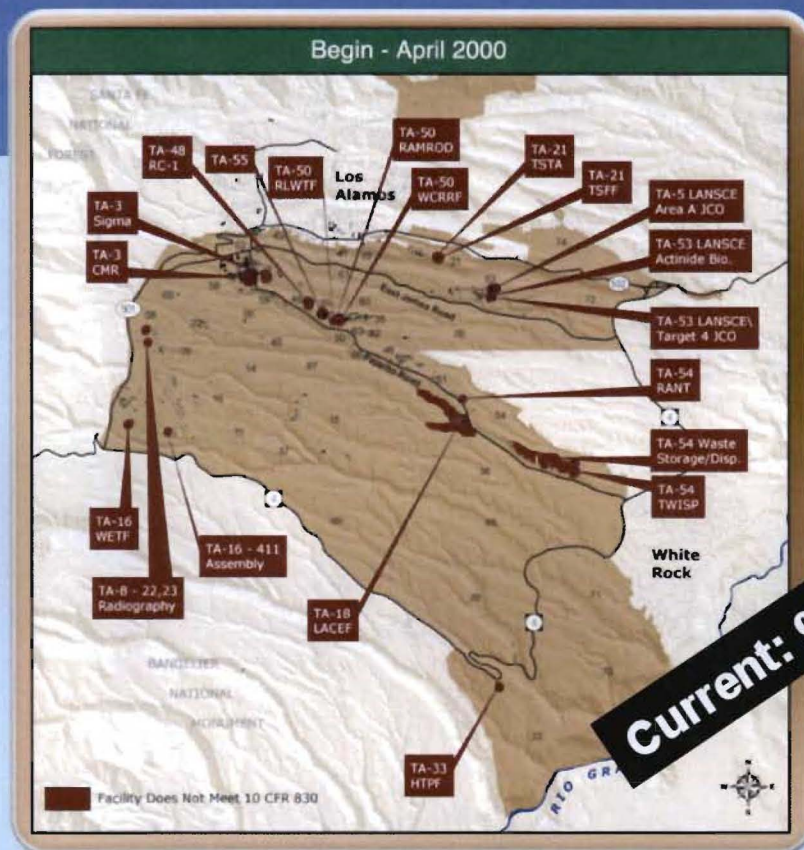 Begin - April 2000
SANTA FE
NATIONAL
FOREST
TA-48
RC-1
TA-55
TA-50
RLWTF
Los
Alamos
TA-50
RAMROD
TA-50
WCRRF
TA-21
TSTA
TA-21
TSFF
TA-3
Sigma
TA-3
CMR
TA-5 LANSCE
Area A JCO
TA-53 LANSCE
Actinide Bio.
TA-53 LANSCE\
Target 4 JCO
East Jemez Road
502
501
TA-54
RANT
4
TA-54 Waste
Storage/Disp.
TA-54
TWISP
TA-16
WETF
TA-16 - 411
Assembly
TA-8 - 22,23
Radiography
TA-18
LACEF
White
Rock
BANDELIER
NATIONAL
MONUMENT
TA-33
HTPF
Current:
RIO
Facility Does Not Meet 10 CFR 830
N
W
E
S